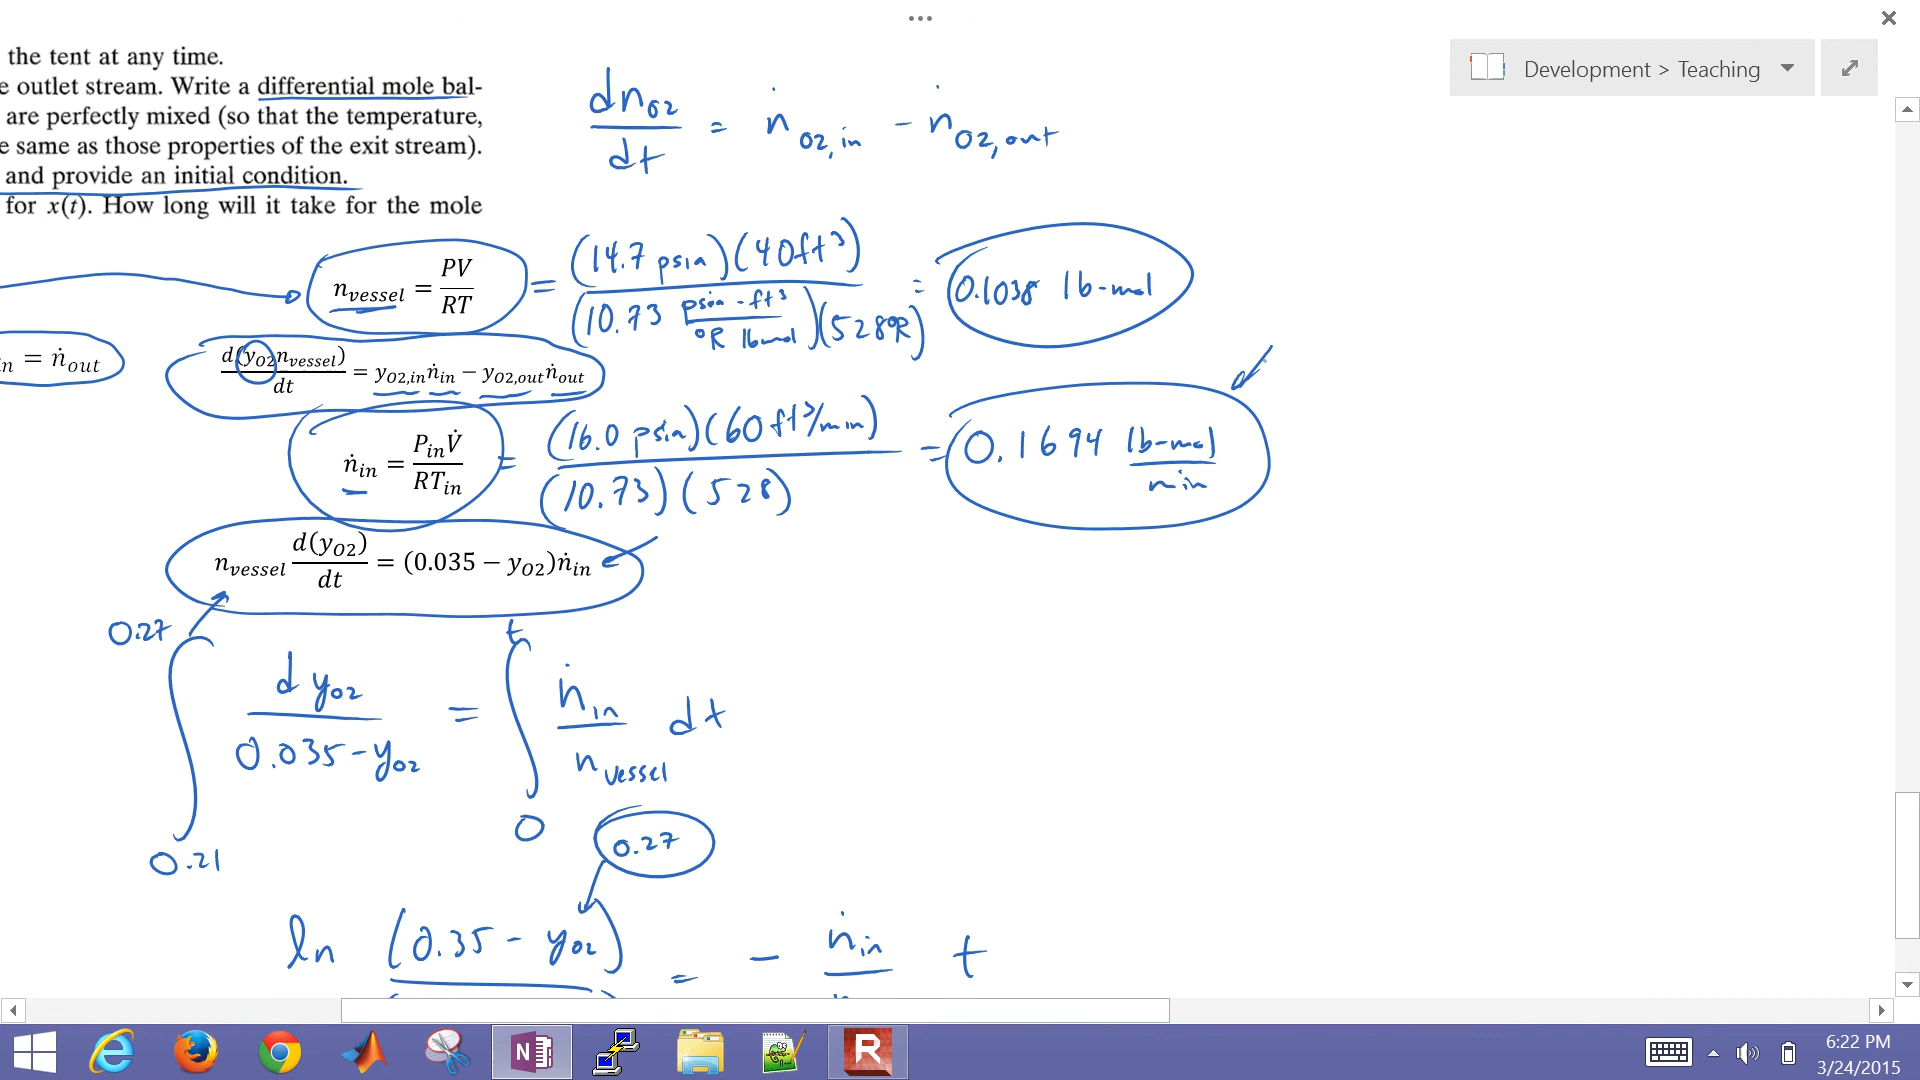 ...
Development > Teaching
the tent at any time.
e outlet stream. Write a differential mole bal-
are perfectly mixed (so that the temperature,
e same as those properties of the exit stream).
and provide an initial condition.
for x(t). How long will it take for the mole
dn_O2/dt = ṅ_O2,in - ṅ_O2,out
n_vessel = PV/RT = (14.7 psia)(40 ft³) / (10.73 psia-ft³/°R lbmol)(528°R) = 0.1038 lb-mol
n = ṅ_out
d(y_O2 n_vessel)/dt = y_O2,in ṅ_in − y_O2,out ṅ_out
ṅ_in = P_in V̇/RT_in = (16.0 psia)(60 ft³/min) / (10.73)(528) = 0.1694 lb-mol/min
n_vessel d(y_O2)/dt = (0.035 − y_O2)ṅ_in
∫_0.21^0.27 dy_O2/(0.035-y_O2) = ∫_0^t ṅ_in/n_vessel dt
0.27
ln (0.35 - y_O2) = - ṅ_in t
6:22 PM
3/24/2015